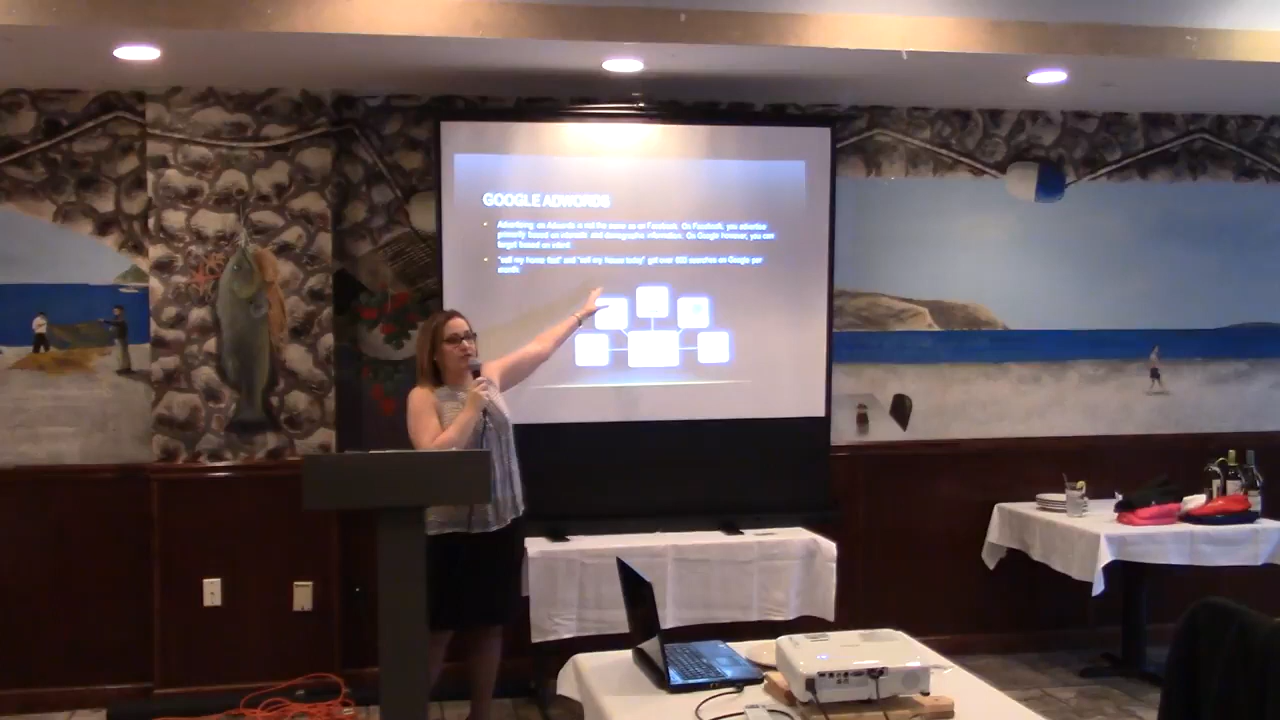 GOOGLE ADWORDS
Advertising on Adwords is not the same as on Facebook. On Facebook, you advertise
primarily based on interests and demographic information. On Google however, you can
target based on intent
"sell my home fast" and "sell my house today" get over 600 searches on Google per
month